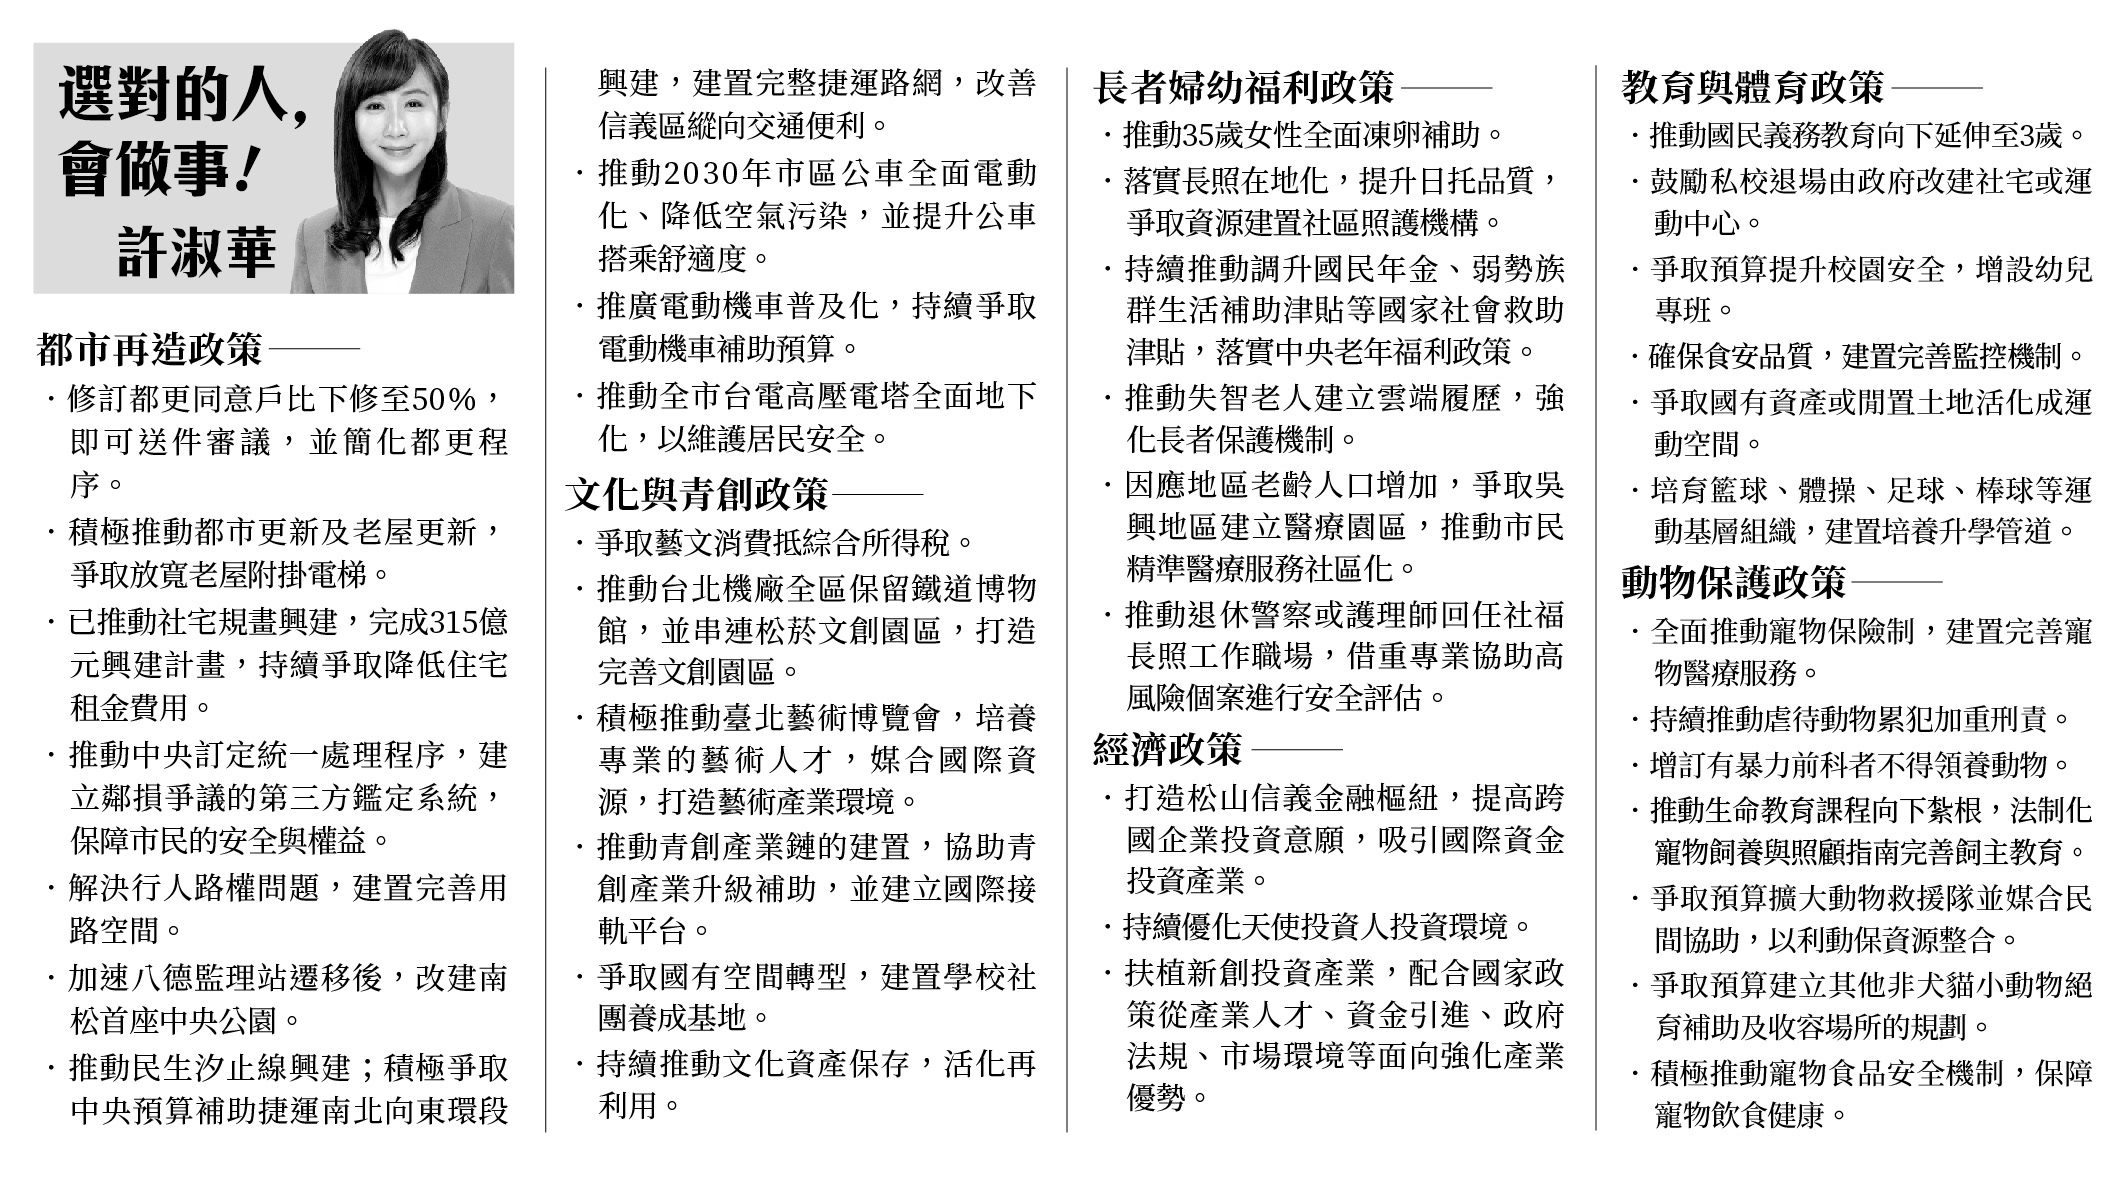 選對的人,
會做事!
許淑華
都市再造政策
・修訂都更同意戶比下修至50%，
即可送件審議，並簡化都更程
序。
・積極推動都市更新及老屋更新，
爭取放寬老屋附掛電梯。
・已推動社宅規畫興建，完成315億
元興建計畫，持續爭取降低住宅
租金費用。
・推動中央訂定統一處理程序，建
立鄰損爭議的第三方鑑定系統，
保障市民的安全與權益。
・解決行人路權問題，建置完善用
路空間。
・加速八德監理站遷移後，改建南
松首座中央公園。
・推動民生汐止線興建；積極爭取
中央預算補助捷運南北向東環段
興建，建置完整捷運路網，改善
信義區縱向交通便利。
・推動2030年市區公車全面電動
化、降低空氣污染，並提升公車
搭乘舒適度。
・推廣電動機車普及化，持續爭取
電動機車補助預算。
・推動全市台電高壓電塔全面地下
化，以維護居民安全。
文化與青創政策
・爭取藝文消費抵綜合所得稅。
・推動台北機廠全區保留鐵道博物
館，並串連松菸文創園區，打造
完善文創園區。
・積極推動臺北藝術博覽會，培養
專業的藝術人才，媒合國際資
源，打造藝術產業環境。
・推動青創產業鏈的建置，協助青
創產業升級補助，並建立國際接
軌平台。
・爭取國有空間轉型，建置學校社
團養成基地。
・持續推動文化資產保存，活化再
利用。
長者婦幼福利政策
・推動35歲女性全面凍卵補助。
・落實長照在地化，提升日托品質，
爭取資源建置社區照護機構。
・持續推動調升國民年金、弱勢族
群生活補助津貼等國家社會救助
津貼，落實中央老年福利政策。
・推動失智老人建立雲端履歷，強
化長者保護機制。
・因應地區老齡人口增加，爭取吳
興地區建立醫療園區，推動市民
精準醫療服務社區化。
・推動退休警察或護理師回任社福
長照工作職場，借重專業協助高
風險個案進行安全評估。
經濟政策
・打造松山信義金融樞紐，提高跨
國企業投資意願，吸引國際資金
投資產業。
・持續優化天使投資人投資環境。
・扶植新創投資產業，配合國家政
策從產業人才、資金引進、政府
法規、市場環境等面向強化產業
優勢。
教育與體育政策
・推動國民義務教育向下延伸至3歲。
・鼓勵私校退場由政府改建社宅或運
動中心。
・爭取預算提升校園安全，增設幼兒
專班。
・確保食安品質，建置完善監控機制。
・爭取國有資產或閒置土地活化成運
動空間。
・培育籃球、體操、足球、棒球等運
動基層組織，建置培養升學管道。
動物保護政策
・全面推動寵物保險制，建置完善寵
物醫療服務。
・持續推動虐待動物累犯加重刑責。
・增訂有暴力前科者不得領養動物。
・推動生命教育課程向下紮根，法制化
寵物飼養與照顧指南完善飼主教育。
・爭取預算擴大動物救援隊並媒合民
間協助，以利動保資源整合。
・爭取預算建立其他非犬貓小動物絕
育補助及收容場所的規劃。
・積極推動寵物食品安全機制，保障
寵物飲食健康。